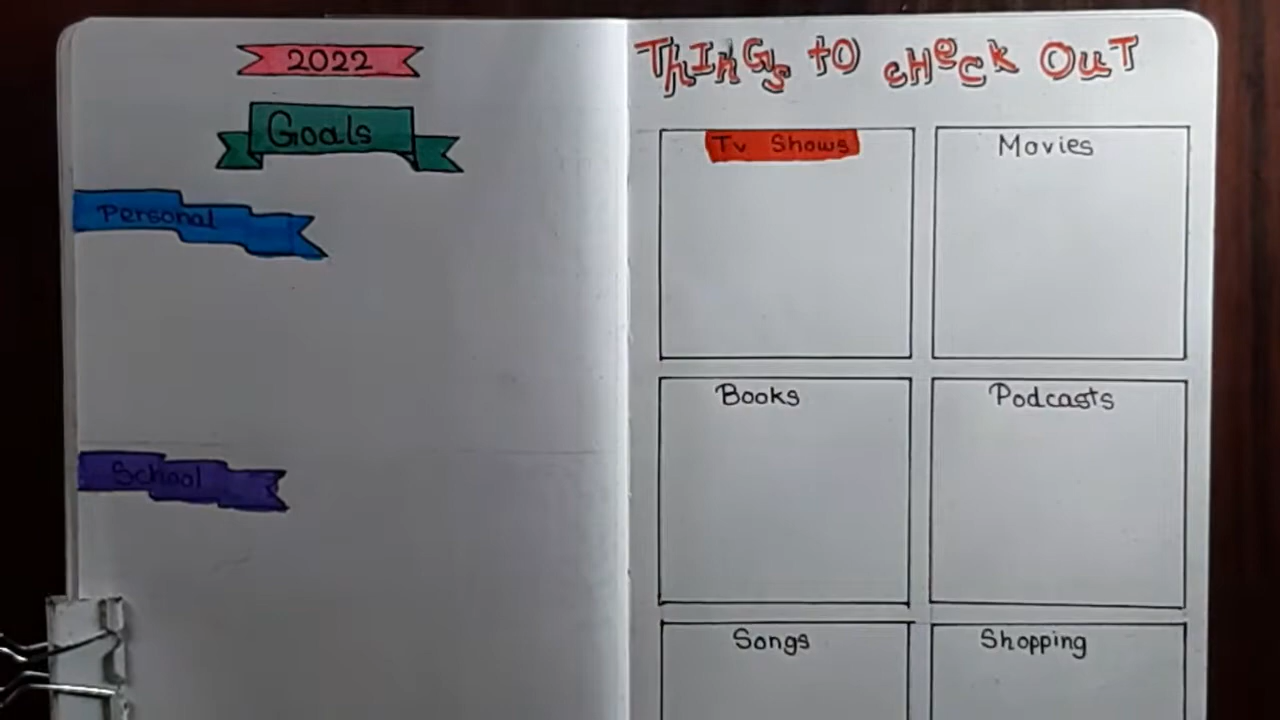 2022
Goals
Personal
School
ThInGs to cHeck OuT
Tv Shows
Movies
Books
Podcasts
Songs
Shopping